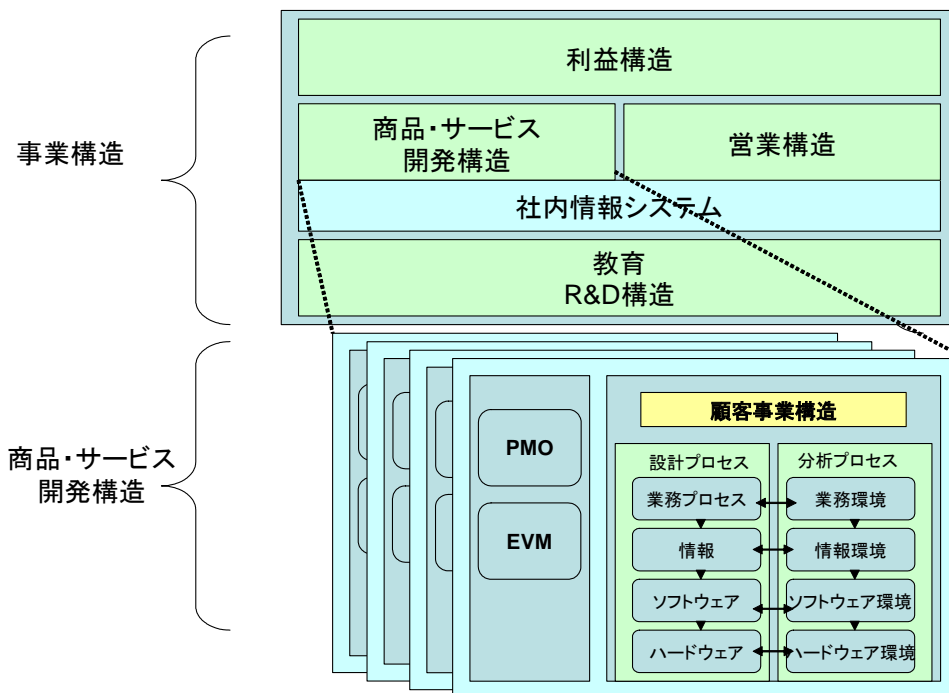 利益構造
事業構造
商品・サービス
開発構造
営業構造
社内情報システム
教育
R&D構造
商品・サービス
開発構造
PMO
EVM
顧客事業構造
設計プロセス
分析プロセス
業務プロセス
業務環境
情報
情報環境
ソフトウェア
ソフトウェア環境
ハードウェア
ハードウェア環境